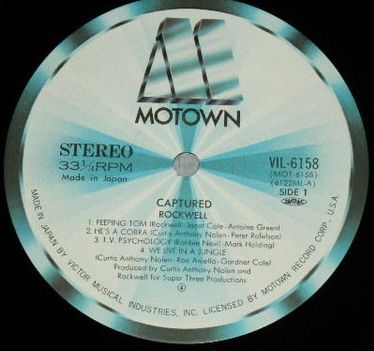 MOTOWN
STEREO
33⅓RPM
Made in Japan
VIL-6158
(MOT 6158)
(6122M1-A)
SIDE 1
CAPTURED
ROCKWELL
1. PEEPING TOM (Rockwell-Janet Cole-Antoine Green)
2. HE'S A COBRA (Curtis Anthony Nolen-Peter Rafelson)
3. T.V. PSYCHOLOGY (Robbie Nevil-Mark Holding)
4. WE LIVE IN A JUNGLE
(Curtis Anthony Nolen-Ron Aniello-Gardner Cole)
Produced by Curtis Anthony Nolen and
Rockwell for Super Three Productions
4
MADE IN JAPAN BY VICTOR MUSICAL INDUSTRIES, INC. LICENSED BY MOTOWN RECORD CORP., U.S.A.